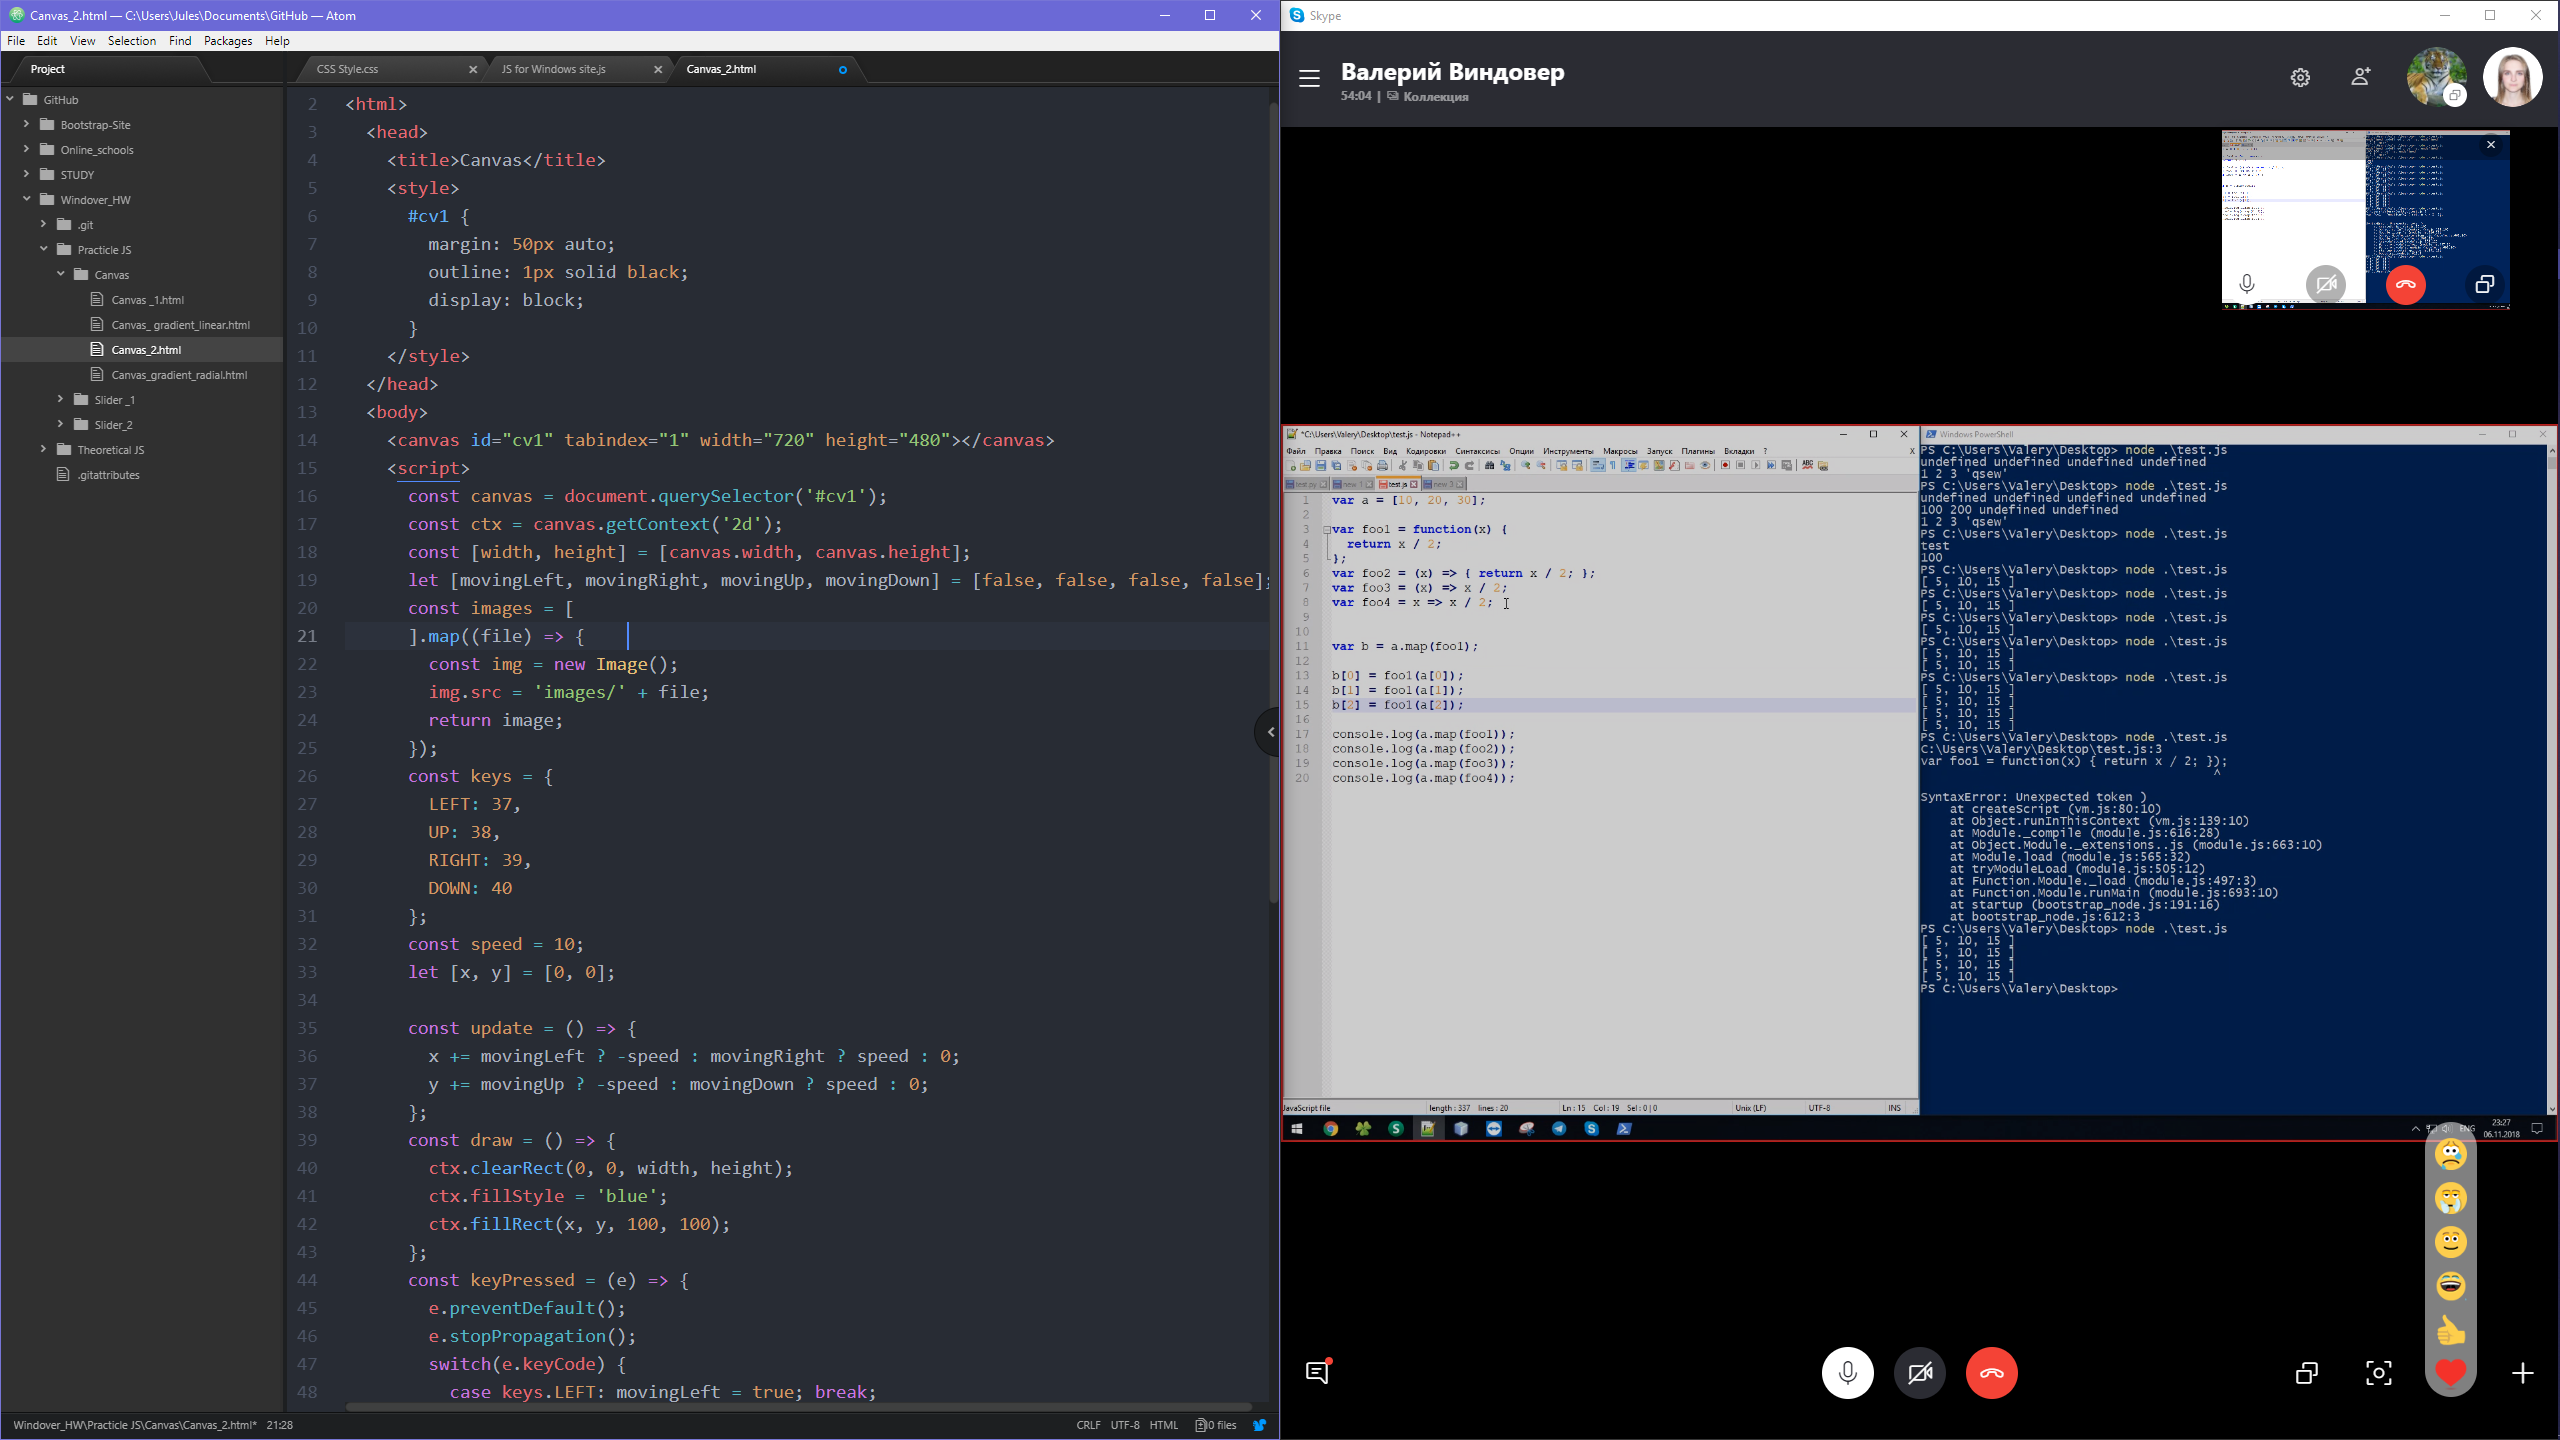 Canvas_2.html — C:\Users\Jules\Documents\GitHub — Atom
File Edit View Selection Find Packages Help
Project
GitHub
Bootstrap-Site
Online_schools
STUDY
Windover_HW
.git
Practicle JS
Canvas
Canvas _1.html
Canvas_ gradient_linear.html
Canvas_2.html
Canvas_gradient_radial.html
Slider _1
Slider_2
Theoretical JS
.gitattributes
CSS Style.css
JS for Windows site.js
Canvas_2.html
2 <html>
3 <head>
4 <title>Canvas</title>
5 <style>
6 #cv1 {
7 margin: 50px auto;
8 outline: 1px solid black;
9 display: block;
10 }
11 </style>
12 </head>
13 <body>
14 <canvas id="cv1" tabindex="1" width="720" height="480"></canvas>
15 <script>
16 const canvas = document.querySelector('#cv1');
17 const ctx = canvas.getContext('2d');
18 const [width, height] = [canvas.width, canvas.height];
19 let [movingLeft, movingRight, movingUp, movingDown] = [false, false, false, false];
20 const images = [
21 ].map((file) => {
22 const img = new Image();
23 img.src = 'images/' + file;
24 return image;
25 });
26 const keys = {
27 LEFT: 37,
28 UP: 38,
29 RIGHT: 39,
30 DOWN: 40
31 };
32 const speed = 10;
33 let [x, y] = [0, 0];
34
35 const update = () => {
36 x += movingLeft ? -speed : movingRight ? speed : 0;
37 y += movingUp ? -speed : movingDown ? speed : 0;
38 };
39 const draw = () => {
40 ctx.clearRect(0, 0, width, height);
41 ctx.fillStyle = 'blue';
42 ctx.fillRect(x, y, 100, 100);
43 };
44 const keyPressed = (e) => {
45 e.preventDefault();
46 e.stopPropagation();
47 switch(e.keyCode) {
48 case keys.LEFT: movingLeft = true; break;
Windover_HW\Practicle JS\Canvas\Canvas_2.html* 21:28
CRLF UTF-8 HTML 0 files
Skype
Валерий Виндовер
54:04 | Коллекция
*C:\Users\Valery\Desktop\test.js - Notepad++
Файл Правка Поиск Вид Кодировки Синтаксисы Опции Инструменты Макросы Запуск Плагины Вкладки ? X
test.py new 1 test.js new 3
1 var a = [10, 20, 30];
2
3 var foo1 = function(x) {
4 return x / 2;
5 };
6 var foo2 = (x) => { return x / 2; };
7 var foo3 = (x) => x / 2;
8 var foo4 = x => x / 2;
9
10
11 var b = a.map(foo1);
12
13 b[0] = foo1(a[0]);
14 b[1] = foo1(a[1]);
15 b[2] = foo1(a[2]);
16
17 console.log(a.map(foo1));
18 console.log(a.map(foo2));
19 console.log(a.map(foo3));
20 console.log(a.map(foo4));
JavaScript file length : 337 lines : 20 Ln : 15 Col : 19 Sel : 0 | 0 Unix (LF) UTF-8 INS
Windows PowerShell
PS C:\Users\Valery\Desktop> node .\test.js
undefined undefined undefined undefined
1 2 3 'qsew'
PS C:\Users\Valery\Desktop> node .\test.js
undefined undefined undefined undefined
100 200 undefined undefined
1 2 3 'qsew'
PS C:\Users\Valery\Desktop> node .\test.js
test
100
PS C:\Users\Valery\Desktop> node .\test.js
[ 5, 10, 15 ]
PS C:\Users\Valery\Desktop> node .\test.js
[ 5, 10, 15 ]
PS C:\Users\Valery\Desktop> node .\test.js
[ 5, 10, 15 ]
PS C:\Users\Valery\Desktop> node .\test.js
[ 5, 10, 15 ]
[ 5, 10, 15 ]
PS C:\Users\Valery\Desktop> node .\test.js
[ 5, 10, 15 ]
[ 5, 10, 15 ]
[ 5, 10, 15 ]
[ 5, 10, 15 ]
PS C:\Users\Valery\Desktop> node .\test.js
C:\Users\Valery\Desktop\test.js:3
var foo1 = function(x) { return x / 2; });
^
SyntaxError: Unexpected token )
at createScript (vm.js:80:10)
at Object.runInThisContext (vm.js:139:10)
at Module._compile (module.js:616:28)
at Object.Module._extensions..js (module.js:663:10)
at Module.load (module.js:565:32)
at tryModuleLoad (module.js:505:12)
at Function.Module._load (module.js:497:3)
at Function.Module.runMain (module.js:693:10)
at startup (bootstrap_node.js:191:16)
at bootstrap_node.js:612:3
PS C:\Users\Valery\Desktop> node .\test.js
[ 5, 10, 15 ]
[ 5, 10, 15 ]
[ 5, 10, 15 ]
[ 5, 10, 15 ]
PS C:\Users\Valery\Desktop>
ENG
23:27
06.11.2018